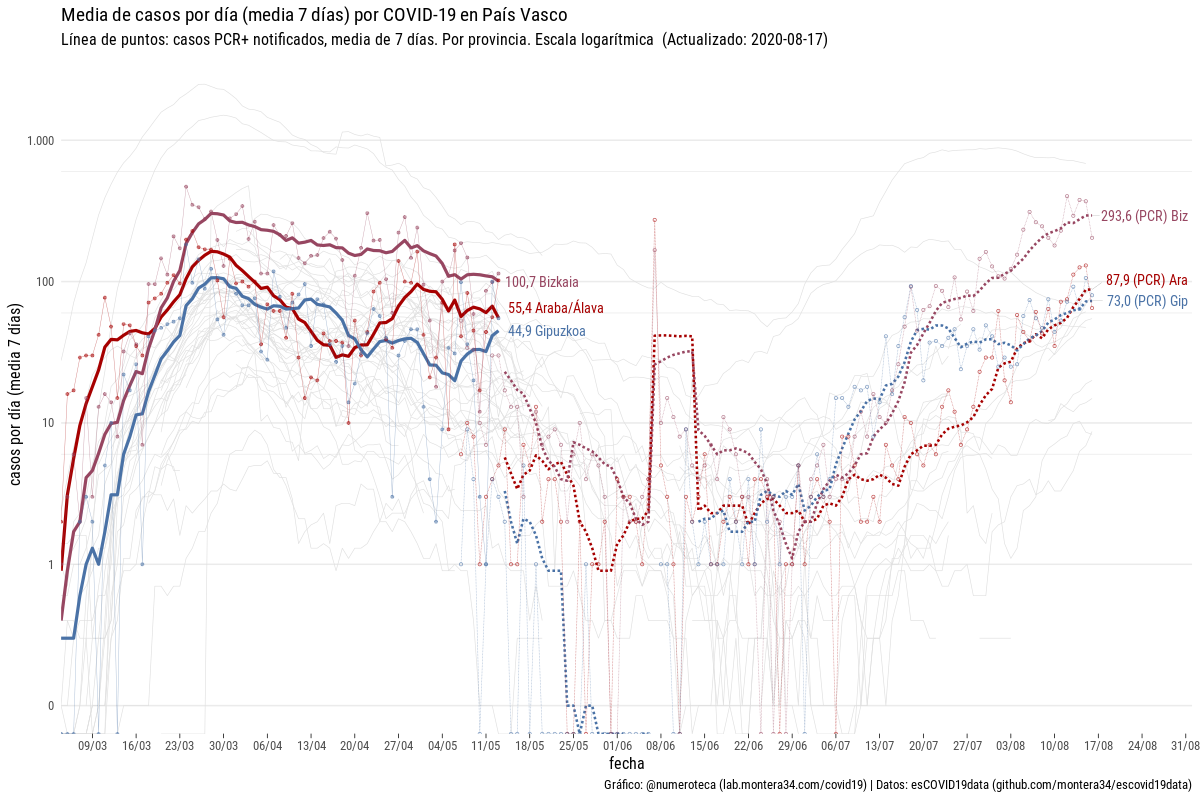 Media de casos por día (media 7 días) por COVID-19 en País Vasco
Línea de puntos: casos PCR+ notificados, media de 7 días. Por provincia. Escala logarítmica (Actualizado: 2020-08-17)
casos por día (media 7 días)
1.000
100
10
1
0
293,6 (PCR) Biz
87,9 (PCR) Ara
73,0 (PCR) Gip
100,7 Bizkaia
55,4 Araba/Álava
44,9 Gipuzkoa
09/03 16/03 23/03 30/03 06/04 13/04 20/04 27/04 04/05 11/05 18/05 25/05 01/06 08/06 15/06 22/06 29/06 06/07 13/07 20/07 27/07 03/08 10/08 17/08 24/08 31/08
fecha
Gráfico: @numeroteca (lab.montera34.com/covid19) | Datos: esCOVID19data (github.com/montera34/escovid19data)